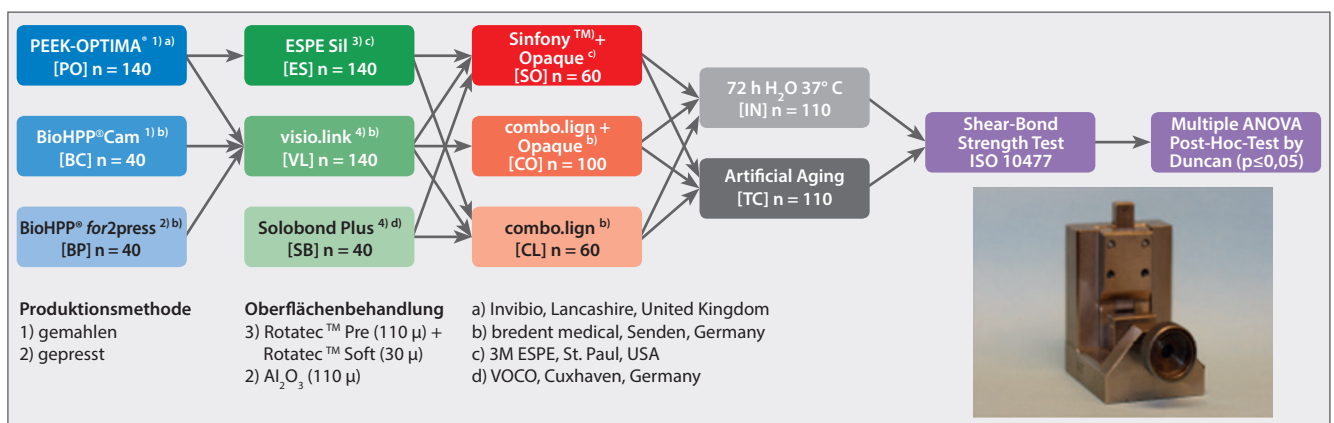 PEEK-OPTIMA® 1) a)
[PO] n = 140
BioHPP®Cam 1) b)
[BC] n = 40
BioHPP® for2press 2) b)
[BP] n = 40
ESPE Sil 3) c)
[ES] n = 140
visio.link 4) b)
[VL] n = 140
Solobond Plus 4) d)
[SB] n = 40
Sinfony TM)+
Opaque c)
[SO] n = 60
combo.lign +
Opaque b)
[CO] n = 100
combo.lign b)
[CL] n = 60
72 h H₂O 37° C
[IN] n = 110
Artificial Aging
[TC] n = 110
Shear-Bond
Strength Test
ISO 10477
Multiple ANOVA
Post-Hoc-Test by
Duncan (p≤0,05)
Produktionsmethode
1) gemahlen
2) gepresst
Oberflächenbehandlung
3) Rotatec™ Pre (110 µ) +
Rotatec™ Soft (30 µ)
2) Al₂O₃ (110 µ)
a) Invibio, Lancashire, United Kingdom
b) bredent medical, Senden, Germany
c) 3M ESPE, St. Paul, USA
d) VOCO, Cuxhaven, Germany